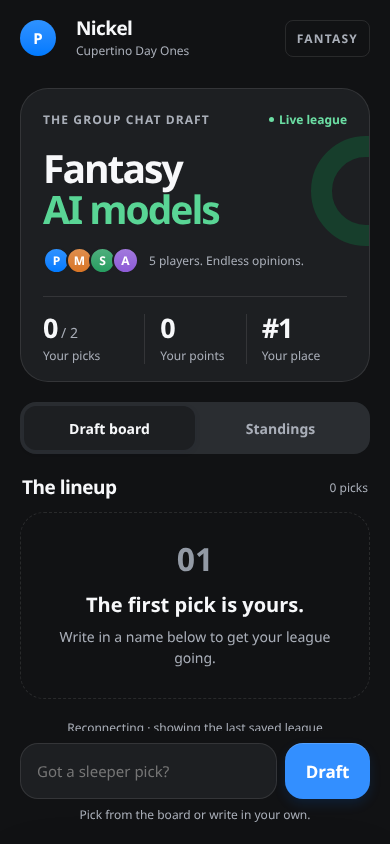 P
Nickel
Cupertino Day Ones
FANTASY
THE GROUP CHAT DRAFT
Live league
Fantasy
AI models
P M S A
5 players. Endless opinions.
0 / 2
Your picks
0
Your points
#1
Your place
Draft board
Standings
The lineup
0 picks
01
The first pick is yours.
Write in a name below to get your league
going.
Reconnecting · showing the last saved league
Got a sleeper pick?
Draft
Pick from the board or write in your own.